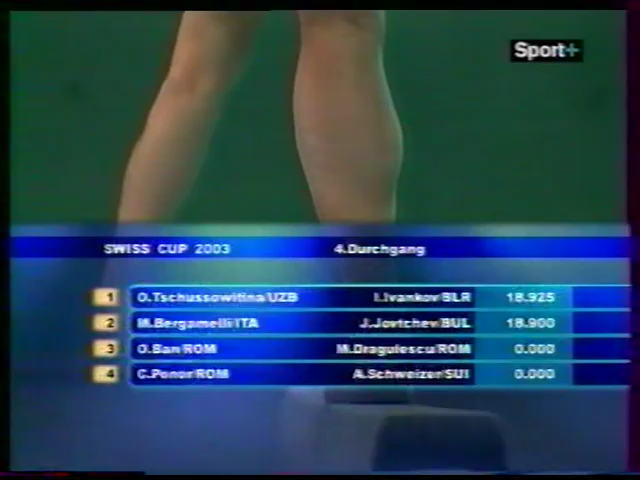 Sport+
SWISS CUP 2003 4.Durchgang
1 O.Tschussowitina/UZB I.Ivankov/BLR 18.925
2 M.Bergamelli/ITA J.Jovtchev/BUL 18.900
3 O.Ban/ROM M.Dragulescu/ROM 0.000
4 C.Ponor/ROM A.Schweizer/SUI 0.000